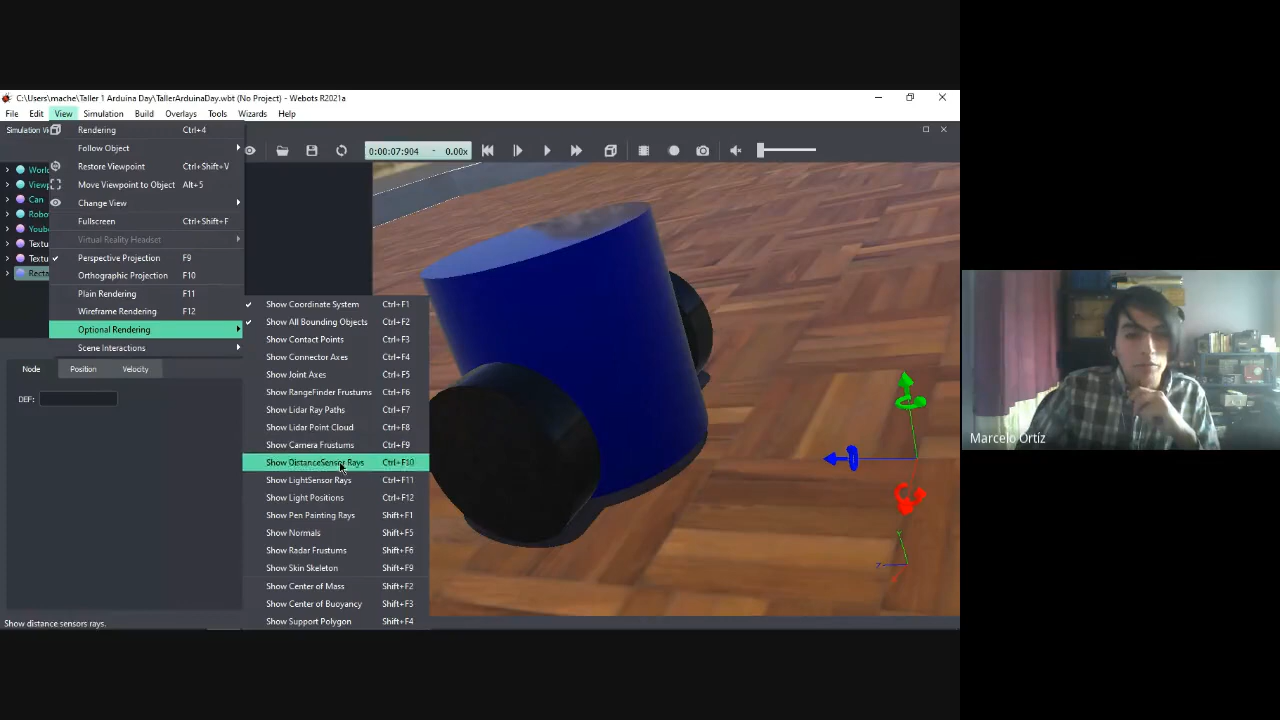 C:\Users\mache\Taller 1 Arduina Day\TallerArduinaDay.wbt (No Project) - Webots R2021a
File Edit View Simulation Build Overlays Tools Wizards Help
Simulation
0:00:07:904 - 0.00x
Rendering Ctrl+4
Follow Object
Restore Viewpoint Ctrl+Shift+V
Move Viewpoint to Object Alt+5
Change View
Fullscreen Ctrl+Shift+F
Virtual Reality Headset
Perspective Projection F9
Orthographic Projection F10
Plain Rendering F11
Wireframe Rendering F12
Optional Rendering
Scene Interactions
Can
Show Coordinate System Ctrl+F1
Show All Bounding Objects Ctrl+F2
Show Contact Points Ctrl+F3
Show Connector Axes Ctrl+F4
Show Joint Axes Ctrl+F5
Show RangeFinder Frustums Ctrl+F6
Show Lidar Ray Paths Ctrl+F7
Show Lidar Point Cloud Ctrl+F8
Show Camera Frustums Ctrl+F9
Show DistanceSensor Rays Ctrl+F10
Show LightSensor Rays Ctrl+F11
Show Light Positions Ctrl+F12
Show Pen Painting Rays Shift+F1
Show Normals Shift+F5
Show Radar Frustums Shift+F6
Show Skin Skeleton Shift+F9
Show Center of Mass Shift+F2
Show Center of Buoyancy Shift+F3
Show Support Polygon Shift+F4
Node Position Velocity
DEF:
Show distance sensors rays.
Marcelo Ortíz